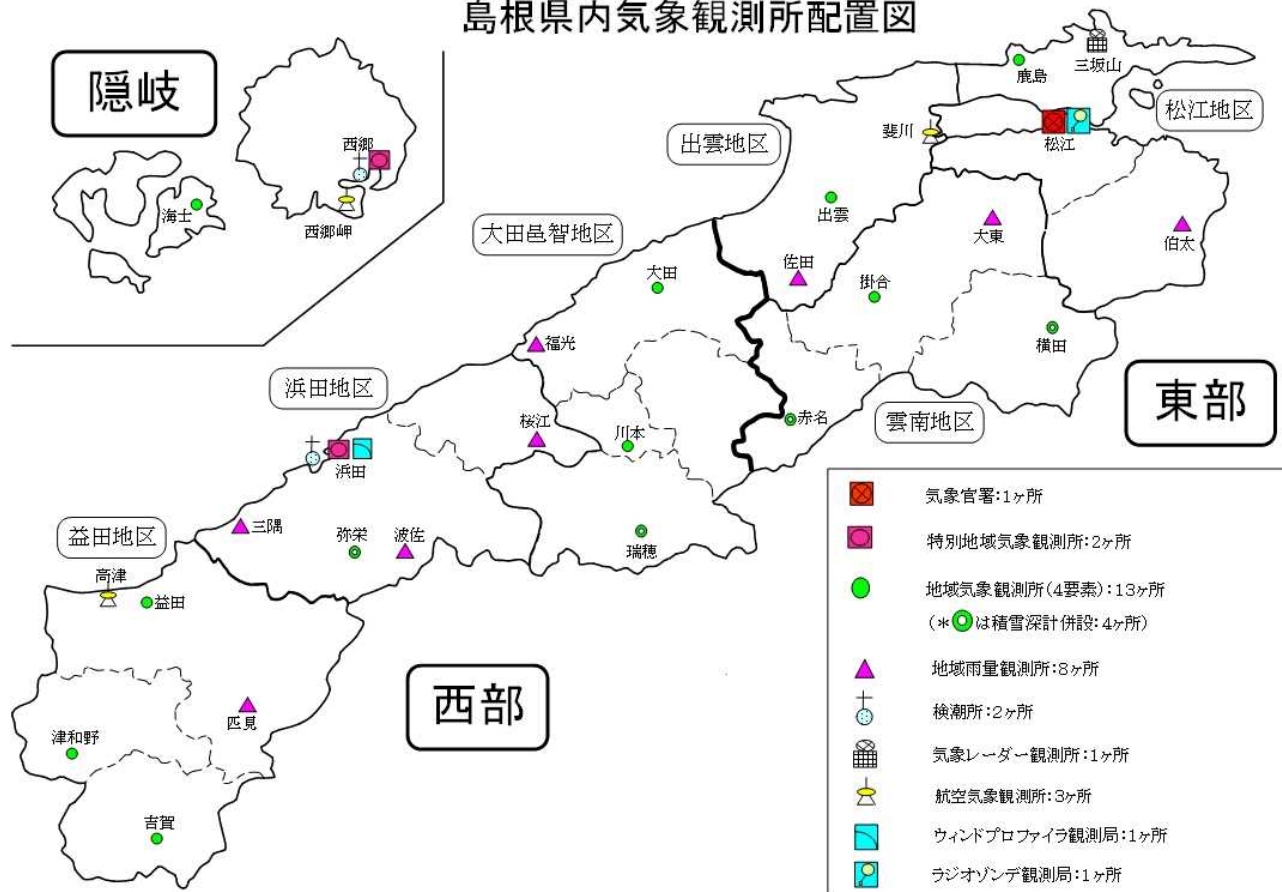 島根県内気象観測所配置図
隠岐
西郷
海士
西郷岬
鹿島
三坂山
松江地区
斐川
松江
出雲地区
出雲
大東
伯太
佐田
掛合
横田
大田邑智地区
大田
福光
東部
赤名
雲南地区
浜田地区
桜江
川本
浜田
三隅
弥栄
波佐
瑞穂
益田地区
高津
益田
西部
匹見
津和野
吉賀
気象官署:1ヶ所
特別地域気象観測所:2ヶ所
地域気象観測所(4要素):13ヶ所
(*◎は積雪深計併設:4ヶ所)
地域雨量観測所:8ヶ所
検潮所:2ヶ所
気象レーダー観測所:1ヶ所
航空気象観測所:3ヶ所
ウィンドプロファイラ観測局:1ヶ所
ラジオゾンデ観測局:1ヶ所